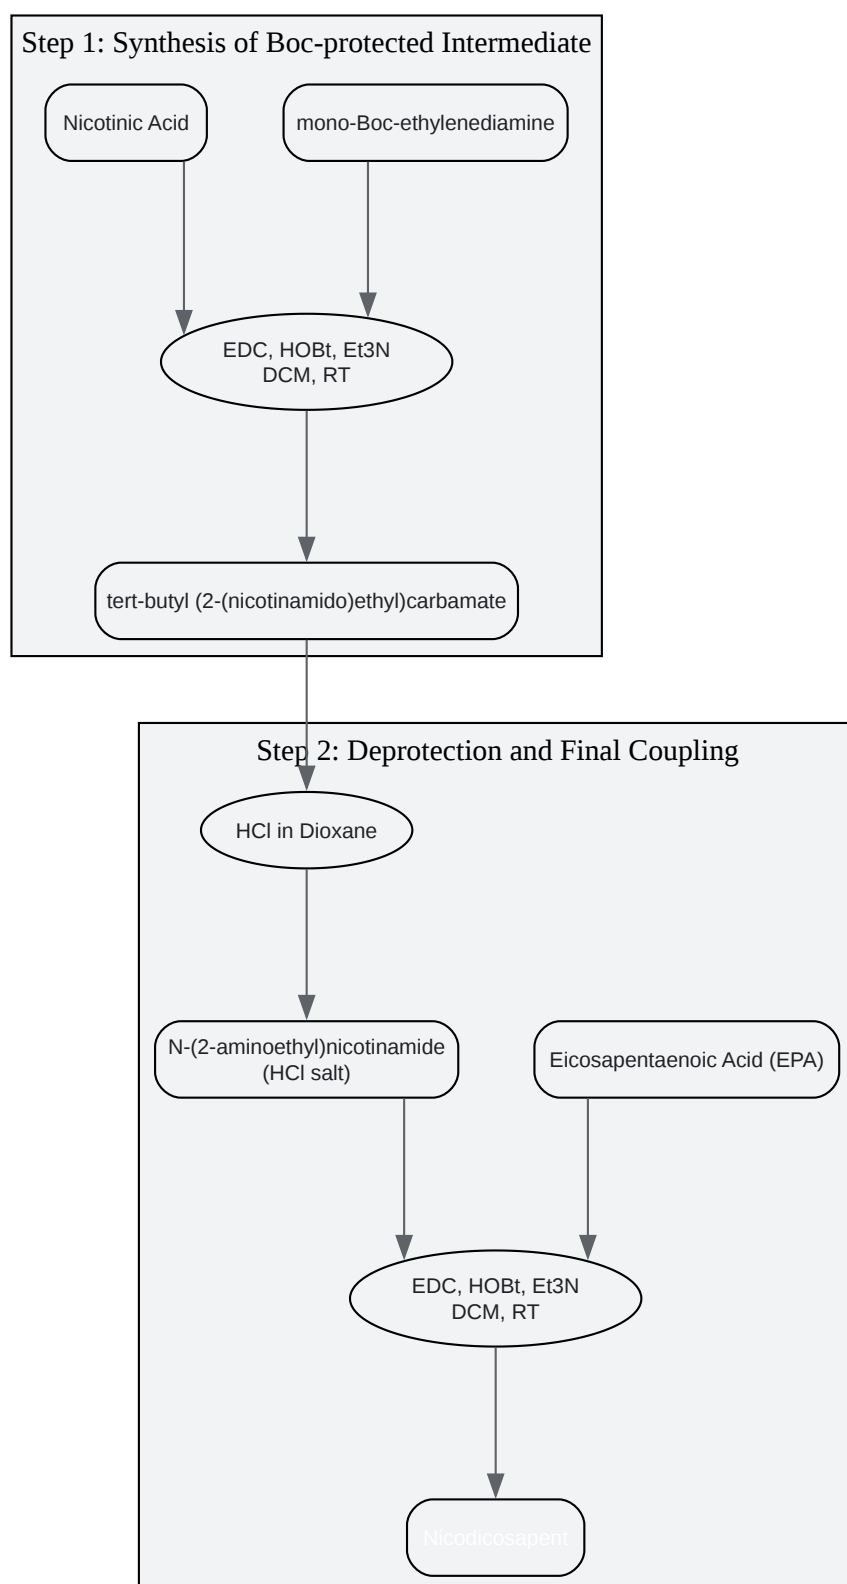 Step 1: Synthesis of Boc-protected Intermediate
Nicotinic Acid
mono-Boc-ethylenediamine
EDC, HOBt, Et3N
DCM, RT
tert-butyl (2-(nicotinamido)ethyl)carbamate
Step 2: Deprotection and Final Coupling
HCl in Dioxane
N-(2-aminoethyl)nicotinamide
(HCl salt)
Eicosapentaenoic Acid (EPA)
EDC, HOBt, Et3N
DCM, RT
Nicodicosapent